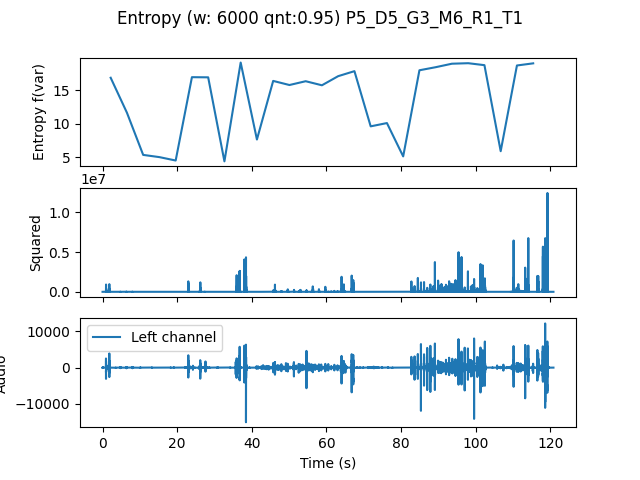 Entropy (w: 6000 qnt:0.95) P5_D5_G3_M6_R1_T1
Entropy f(var)
15
10
5
1e7
Squared
1.0
0.5
0.0
Audio
Left channel
10000
0
−10000
0 20 40 60 80 100 120
Time (s)